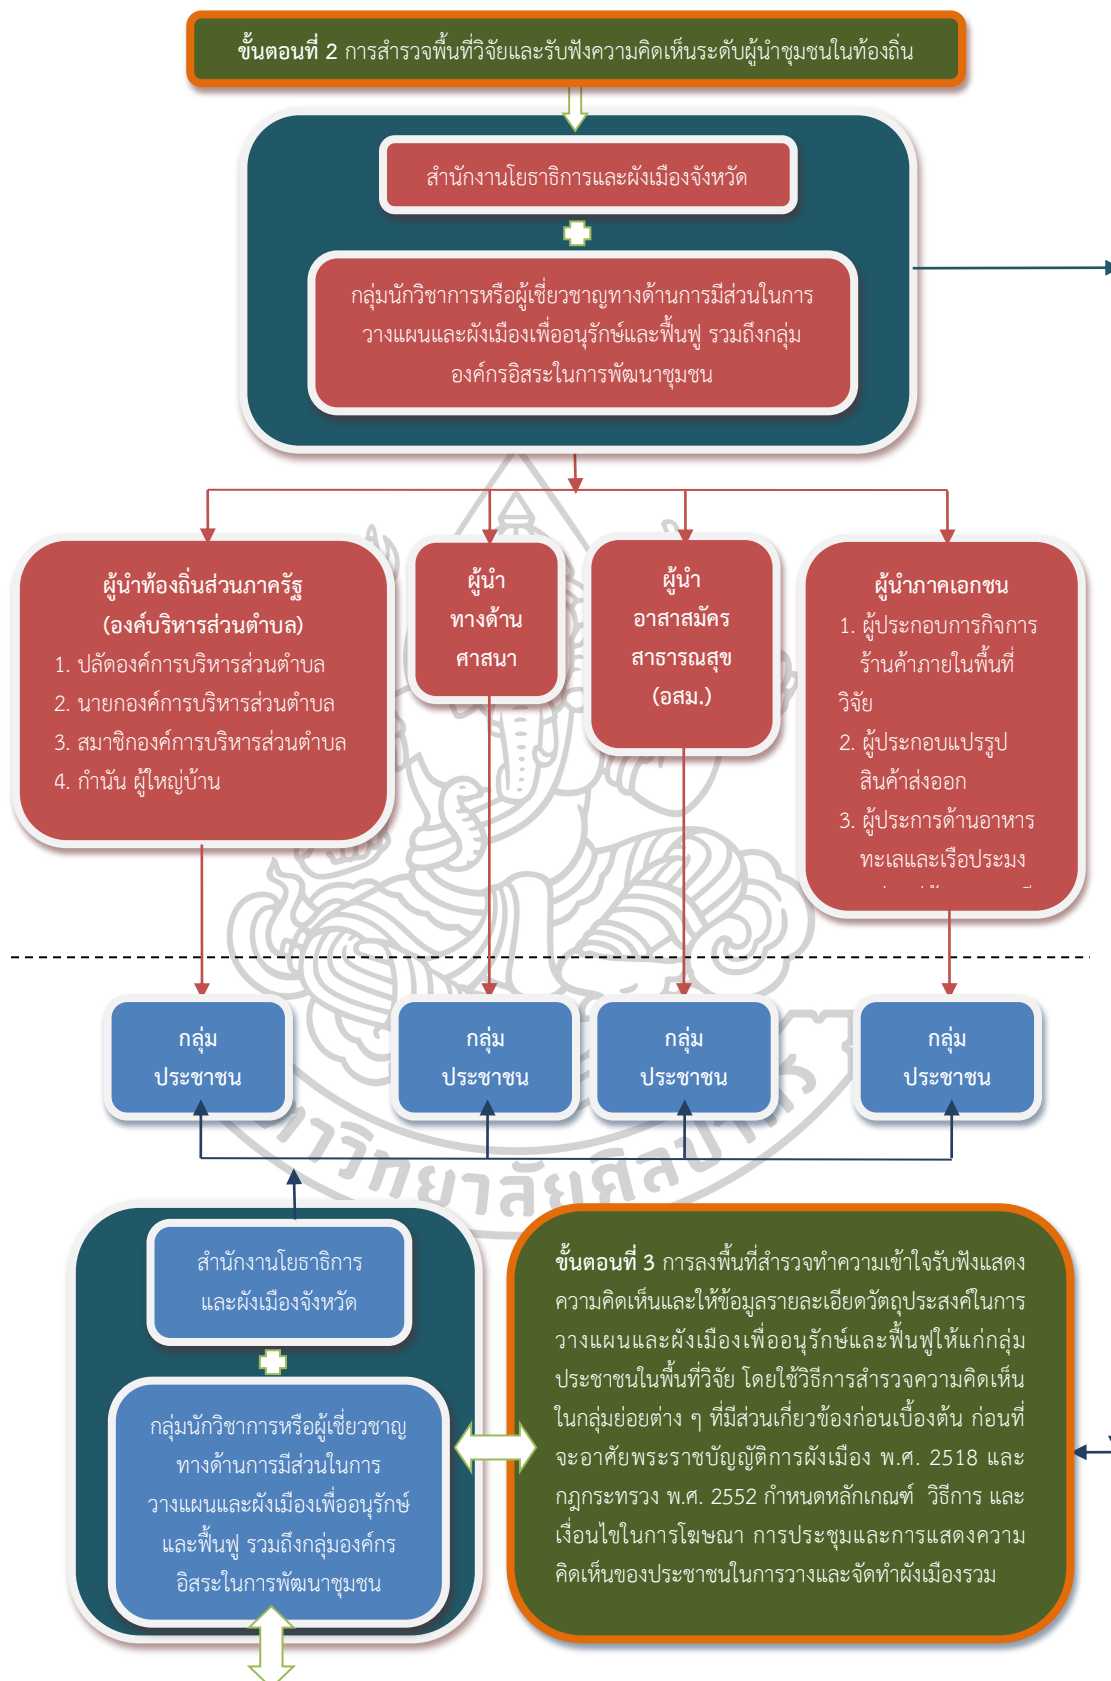 ขั้นตอนที่ 2 การสำรวจพื้นที่วิจัยและรับฟังความคิดเห็นระดับผู้นำชุมชนในท้องถิ่น
สำนักงานโยธาธิการและผังเมืองจังหวัด
กลุ่มนักวิชาการหรือผู้เชี่ยวชาญทางด้านการมีส่วนในการ
วางแผนและผังเมืองเพื่ออนุรักษ์และฟื้นฟู รวมถึงกลุ่ม
องค์กรอิสระในการพัฒนาชุมชน
ผู้นำท้องถิ่นส่วนภาครัฐ
(องค์บริหารส่วนตำบล)
1. ปลัดองค์การบริหารส่วนตำบล
2. นายกองค์การบริหารส่วนตำบล
3. สมาชิกองค์การบริหารส่วนตำบล
4. กำนัน ผู้ใหญ่บ้าน
ผู้นำ
ทางด้าน
ศาสนา
ผู้นำ
อาสาสมัคร
สาธารณสุข
(อสม.)
ผู้นำภาคเอกชน
1. ผู้ประกอบการกิจการ
ร้านค้าภายในพื้นที่
วิจัย
2. ผู้ประกอบแปรรูป
สินค้าส่งออก
3. ผู้ประการด้านอาหาร
ทะเลและเรือประมง
กลุ่ม
ประชาชน
กลุ่ม
ประชาชน
กลุ่ม
ประชาชน
กลุ่ม
ประชาชน
สำนักงานโยธาธิการ
และผังเมืองจังหวัด
กลุ่มนักวิชาการหรือผู้เชี่ยวชาญ
ทางด้านการมีส่วนในการ
วางแผนและผังเมืองเพื่ออนุรักษ์
และฟื้นฟู รวมถึงกลุ่มองค์กร
อิสระในการพัฒนาชุมชน
ขั้นตอนที่ 3 การลงพื้นที่สำรวจทำความเข้าใจรับฟังแสดง
ความคิดเห็นและให้ข้อมูลรายละเอียดวัตถุประสงค์ในการ
วางแผนและผังเมืองเพื่ออนุรักษ์และฟื้นฟูให้แก่กลุ่ม
ประชาชนในพื้นที่วิจัย โดยใช้วิธีการสำรวจความคิดเห็น
ในกลุ่มย่อยต่าง ๆ ที่มีส่วนเกี่ยวข้องก่อนเบื้องต้น ก่อนที่
จะอาศัยพระราชบัญญัติการผังเมือง พ.ศ. 2518 และ
กฎกระทรวง พ.ศ. 2552 กำหนดหลักเกณฑ์ วิธีการ และ
เงื่อนไขในการโฆษณา การประชุมและการแสดงความ
คิดเห็นของประชาชนในการวางและจัดทำผังเมืองรวม